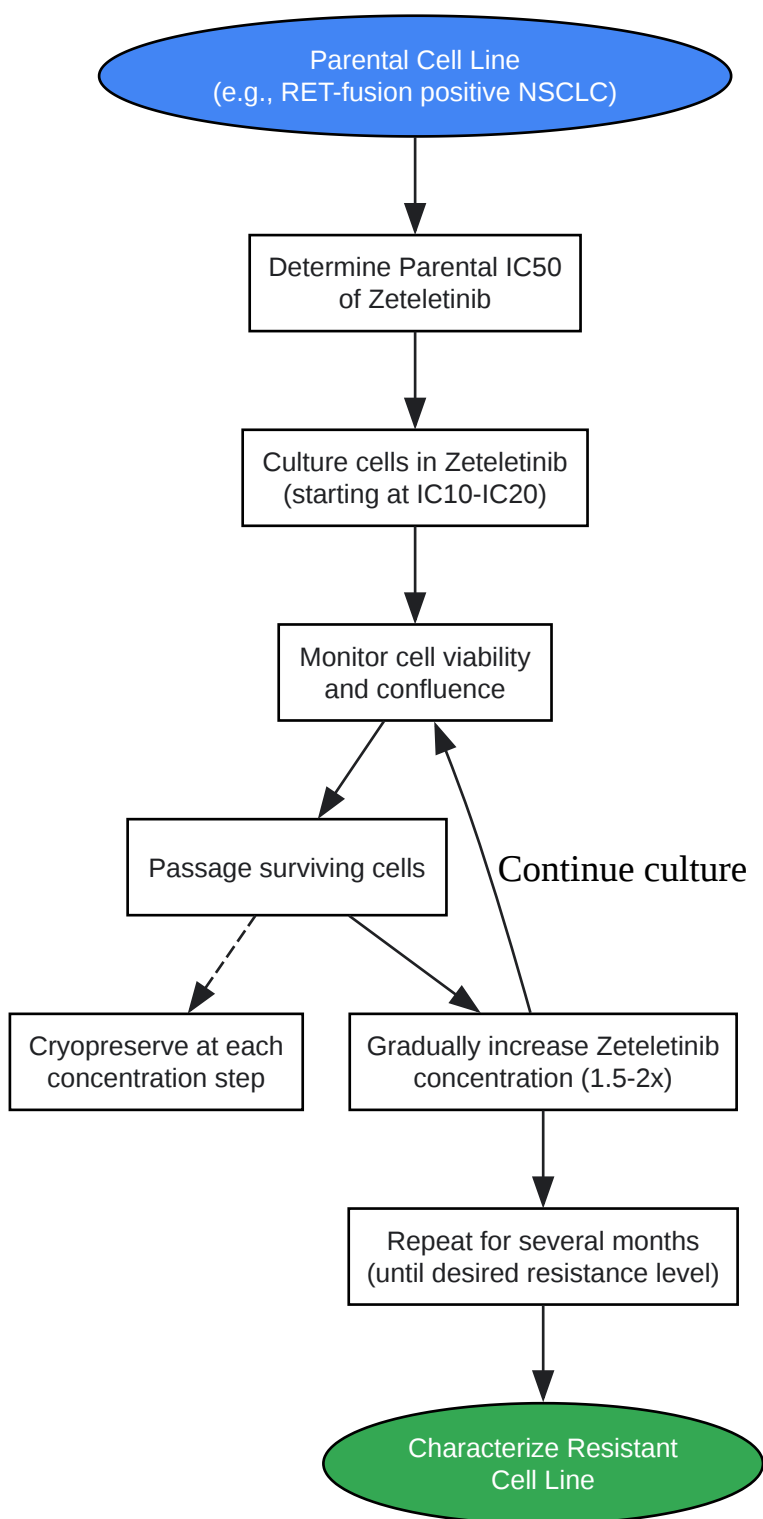 Parental Cell Line
(e.g., RET-fusion positive NSCLC)
Determine Parental IC50
of Zeteletinib
Culture cells in Zeteletinib
(starting at IC10-IC20)
Monitor cell viability
and confluence
Passage surviving cells
Continue culture
Cryopreserve at each
concentration step
Gradually increase Zeteletinib
concentration (1.5-2x)
Repeat for several months
(until desired resistance level)
Characterize Resistant
Cell Line